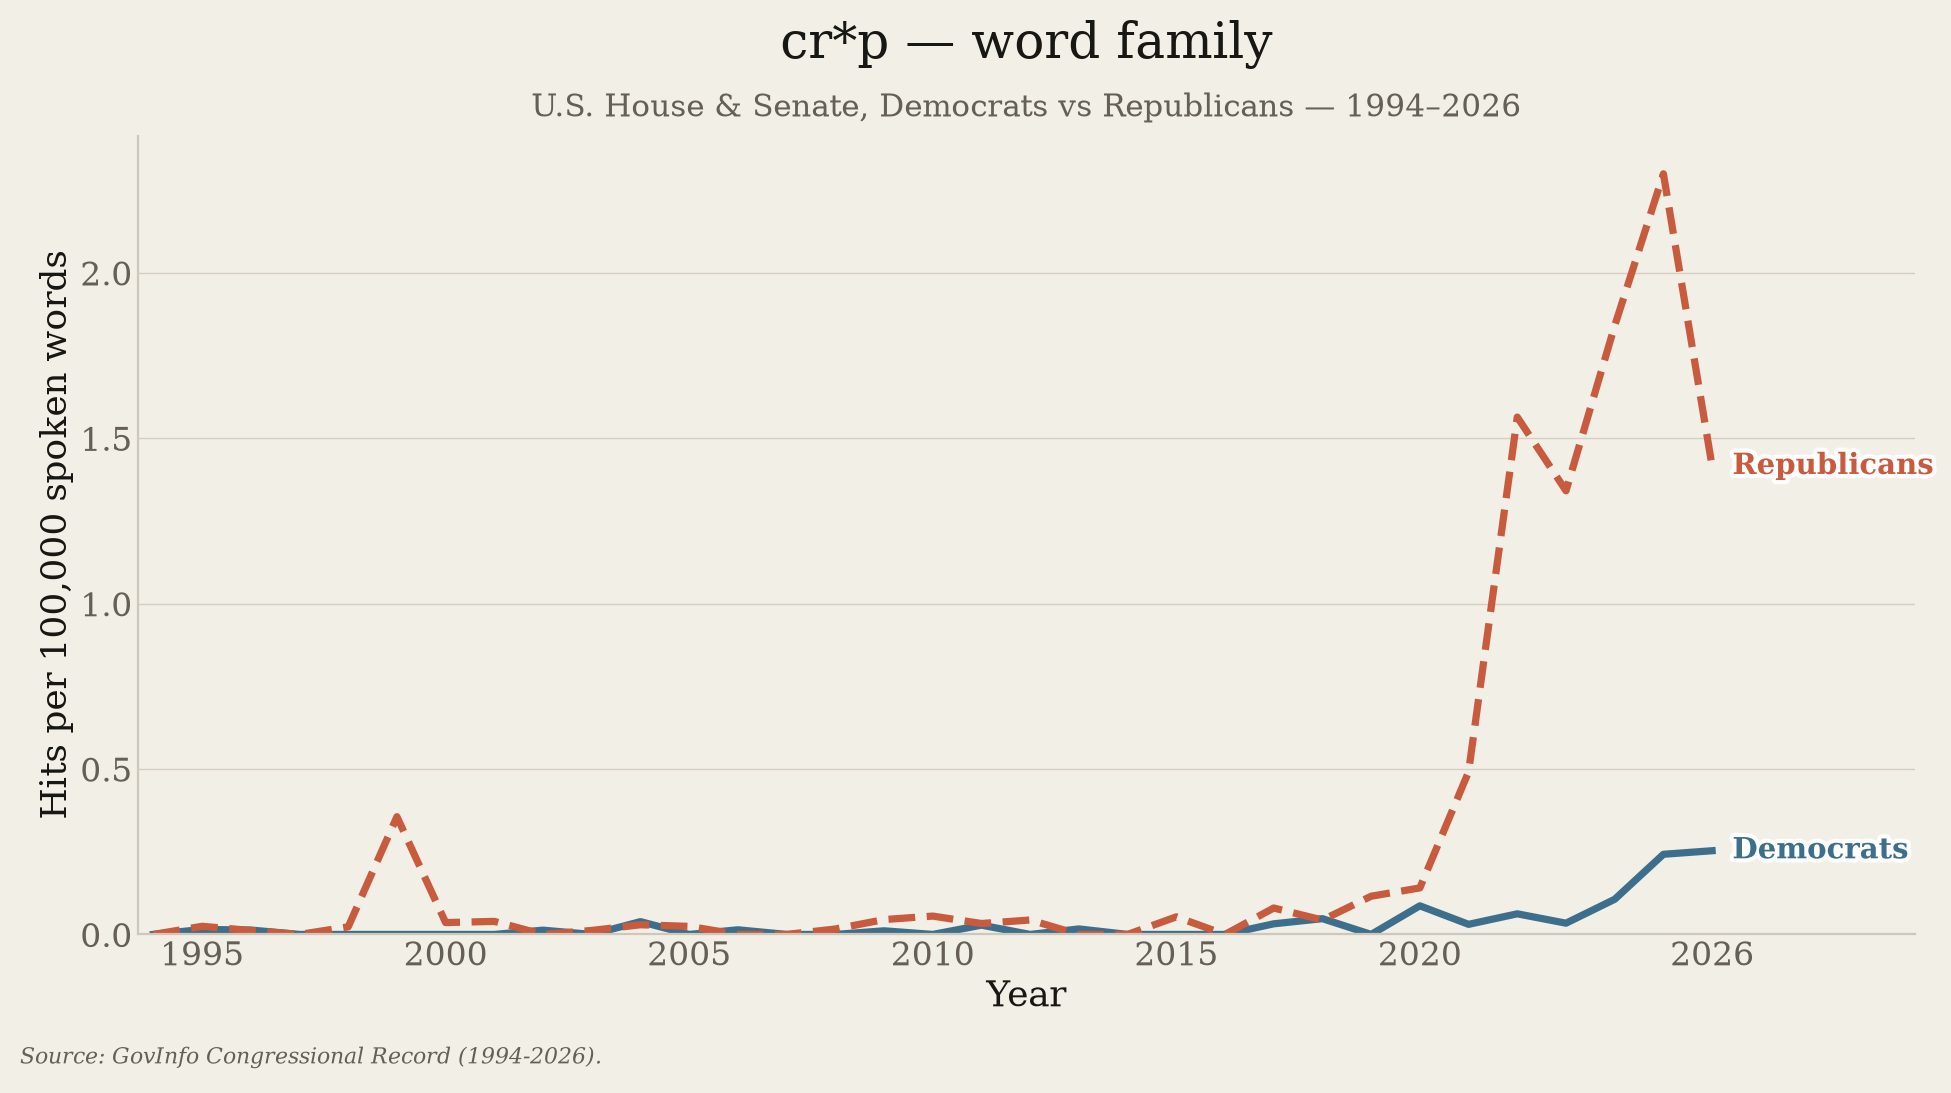 cr*p — word family
U.S. House & Senate, Democrats vs Republicans — 1994–2026
Hits per 100,000 spoken words
2.0
1.5
1.0
0.5
0.0
Republicans
Democrats
1995 2000 2005 2010 2015 2020 2026
Year
Source: GovInfo Congressional Record (1994-2026).